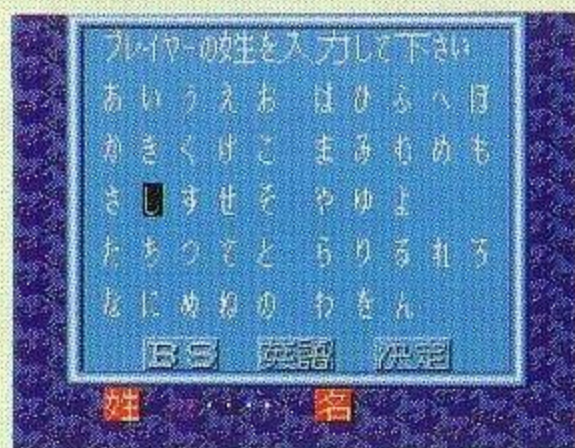 プレイヤーの姓を入力して下さい
あいうえお はひふへほ
かきくけこ まみむめも
さしすせそ やゆよ
たちつてと らりるれろ
なにぬねの わをん
BS 英語 決定
姓 ・・・・ 名